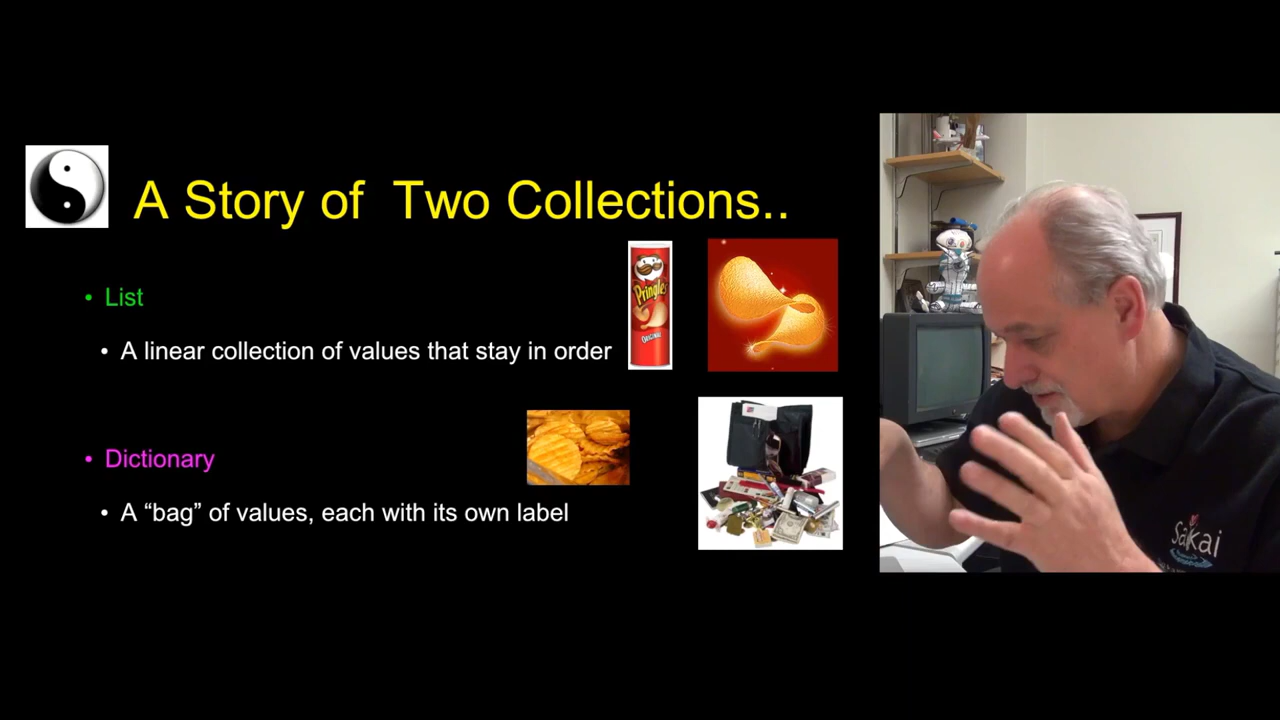 A Story of Two Collections..
List
A linear collection of values that stay in order
Pringles
ORIGINAL
Dictionary
A “bag” of values, each with its own label
Sakai